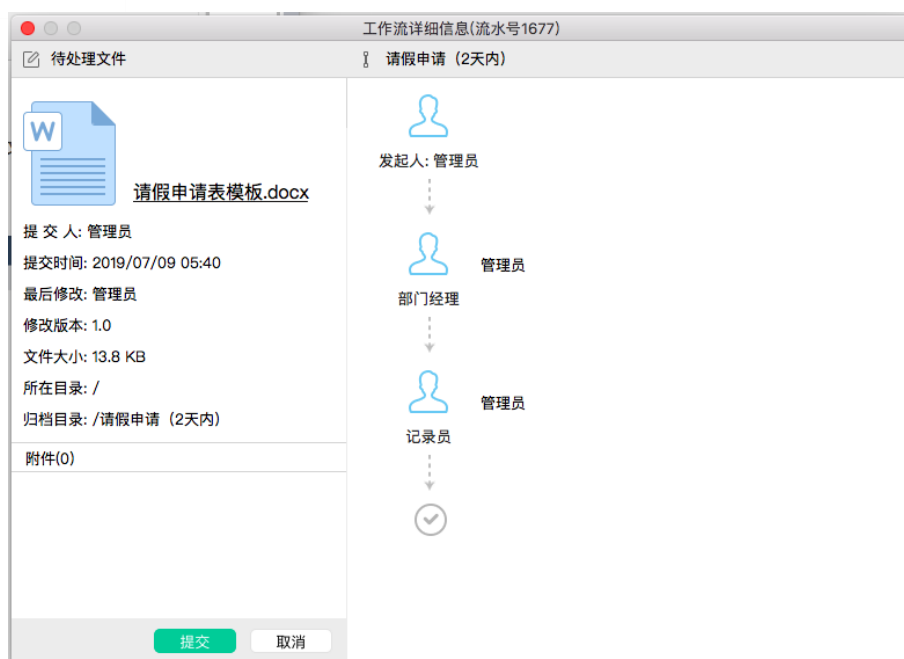 工作流详细信息(流水号1677)
待处理文件
请假申请（2天内）
W
请假申请表模板.docx
提 交 人: 管理员
提交时间: 2019/07/09 05:40
最后修改: 管理员
修改版本: 1.0
文件大小: 13.8 KB
所在目录: /
归档目录: /请假申请（2天内）
附件(0)
提交
取消
发起人: 管理员
管理员
部门经理
管理员
记录员